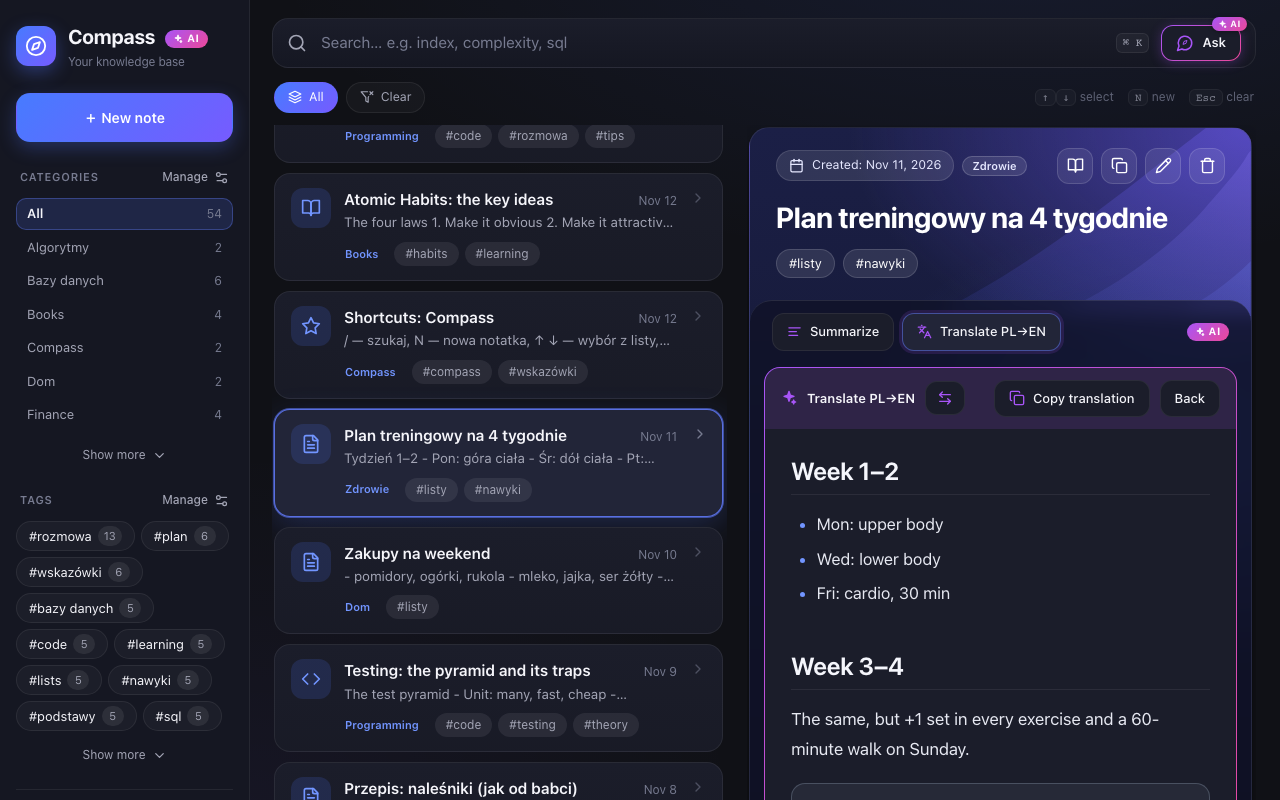 Compass
AI
Your knowledge base
+ New note
CATEGORIES
Manage
All 54
Algorytmy 2
Bazy danych 6
Books 4
Compass 2
Dom 2
Finance 4
Show more
TAGS
Manage
#rozmowa 13
#plan 6
#wskazówki 6
#bazy danych 5
#code 5
#learning 5
#lists 5
#nawyki 5
#podstawy 5
#sql 5
Show more
Search... e.g. index, complexity, sql
⌘ K
Ask
AI
All
Clear
↑ ↓ select
N new
Esc clear
Programming #code #rozmowa #tips
Atomic Habits: the key ideas Nov 12
The four laws 1. Make it obvious 2. Make it attractiv...
Books #habits #learning
Shortcuts: Compass Nov 12
/ — szukaj, N — nowa notatka, ↑ ↓ — wybór z listy,...
Compass #compass #wskazówki
Plan treningowy na 4 tygodnie Nov 11
Tydzień 1–2 - Pon: góra ciała - Śr: dół ciała - Pt:...
Zdrowie #listy #nawyki
Zakupy na weekend Nov 10
- pomidory, ogórki, rukola - mleko, jajka, ser żółty -...
Dom #listy
Testing: the pyramid and its traps Nov 9
The test pyramid - Unit: many, fast, cheap -...
Programming #code #testing #theory
Przepis: naleśniki (jak od babci) Nov 8
Created: Nov 11, 2026
Zdrowie
Plan treningowy na 4 tygodnie
#listy #nawyki
Summarize
Translate PL→EN
AI
Translate PL→EN
Copy translation
Back
Week 1–2
• Mon: upper body
• Wed: lower body
• Fri: cardio, 30 min
Week 3–4
The same, but +1 set in every exercise and a 60-
minute walk on Sunday.